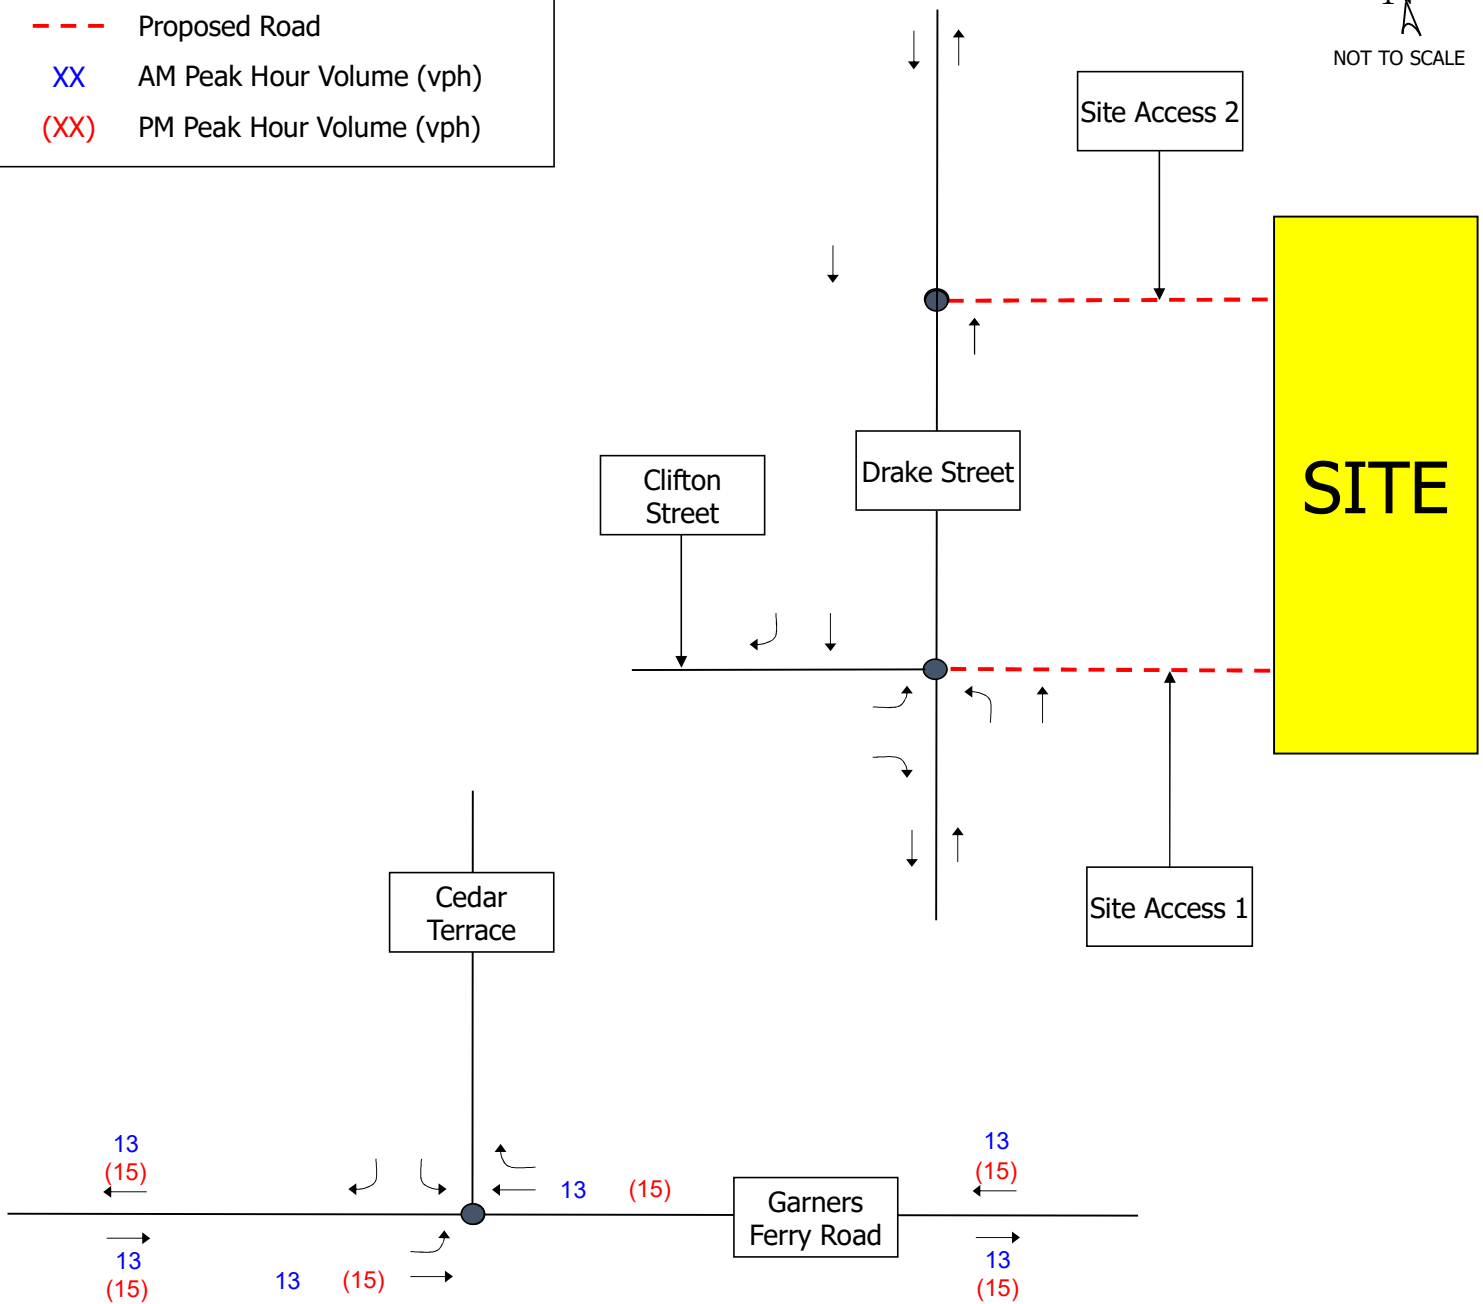 Proposed Road
XX AM Peak Hour Volume (vph)
(XX) PM Peak Hour Volume (vph)
NOT TO SCALE
Site Access 2
SITE
Drake Street
Clifton
Street
Cedar
Terrace
Site Access 1
13
(15)
13
(15)
13 (15)
Garners
Ferry Road
13
(15)
13 (15)
13
(15)